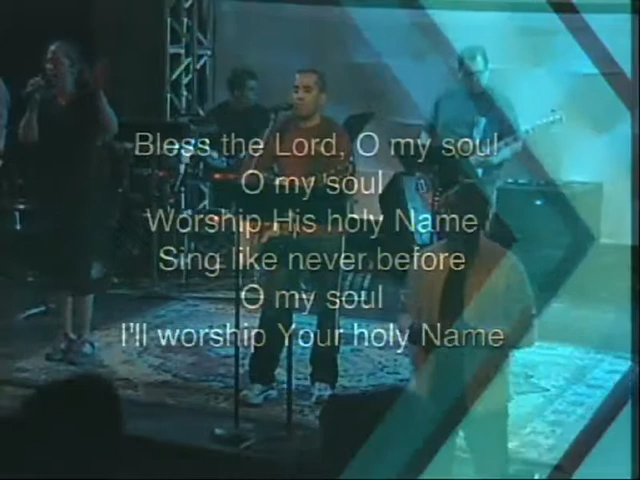 Bless the Lord, O my soul
O my soul
Worship His holy Name
Sing like never before
O my soul
I'll worship Your holy Name